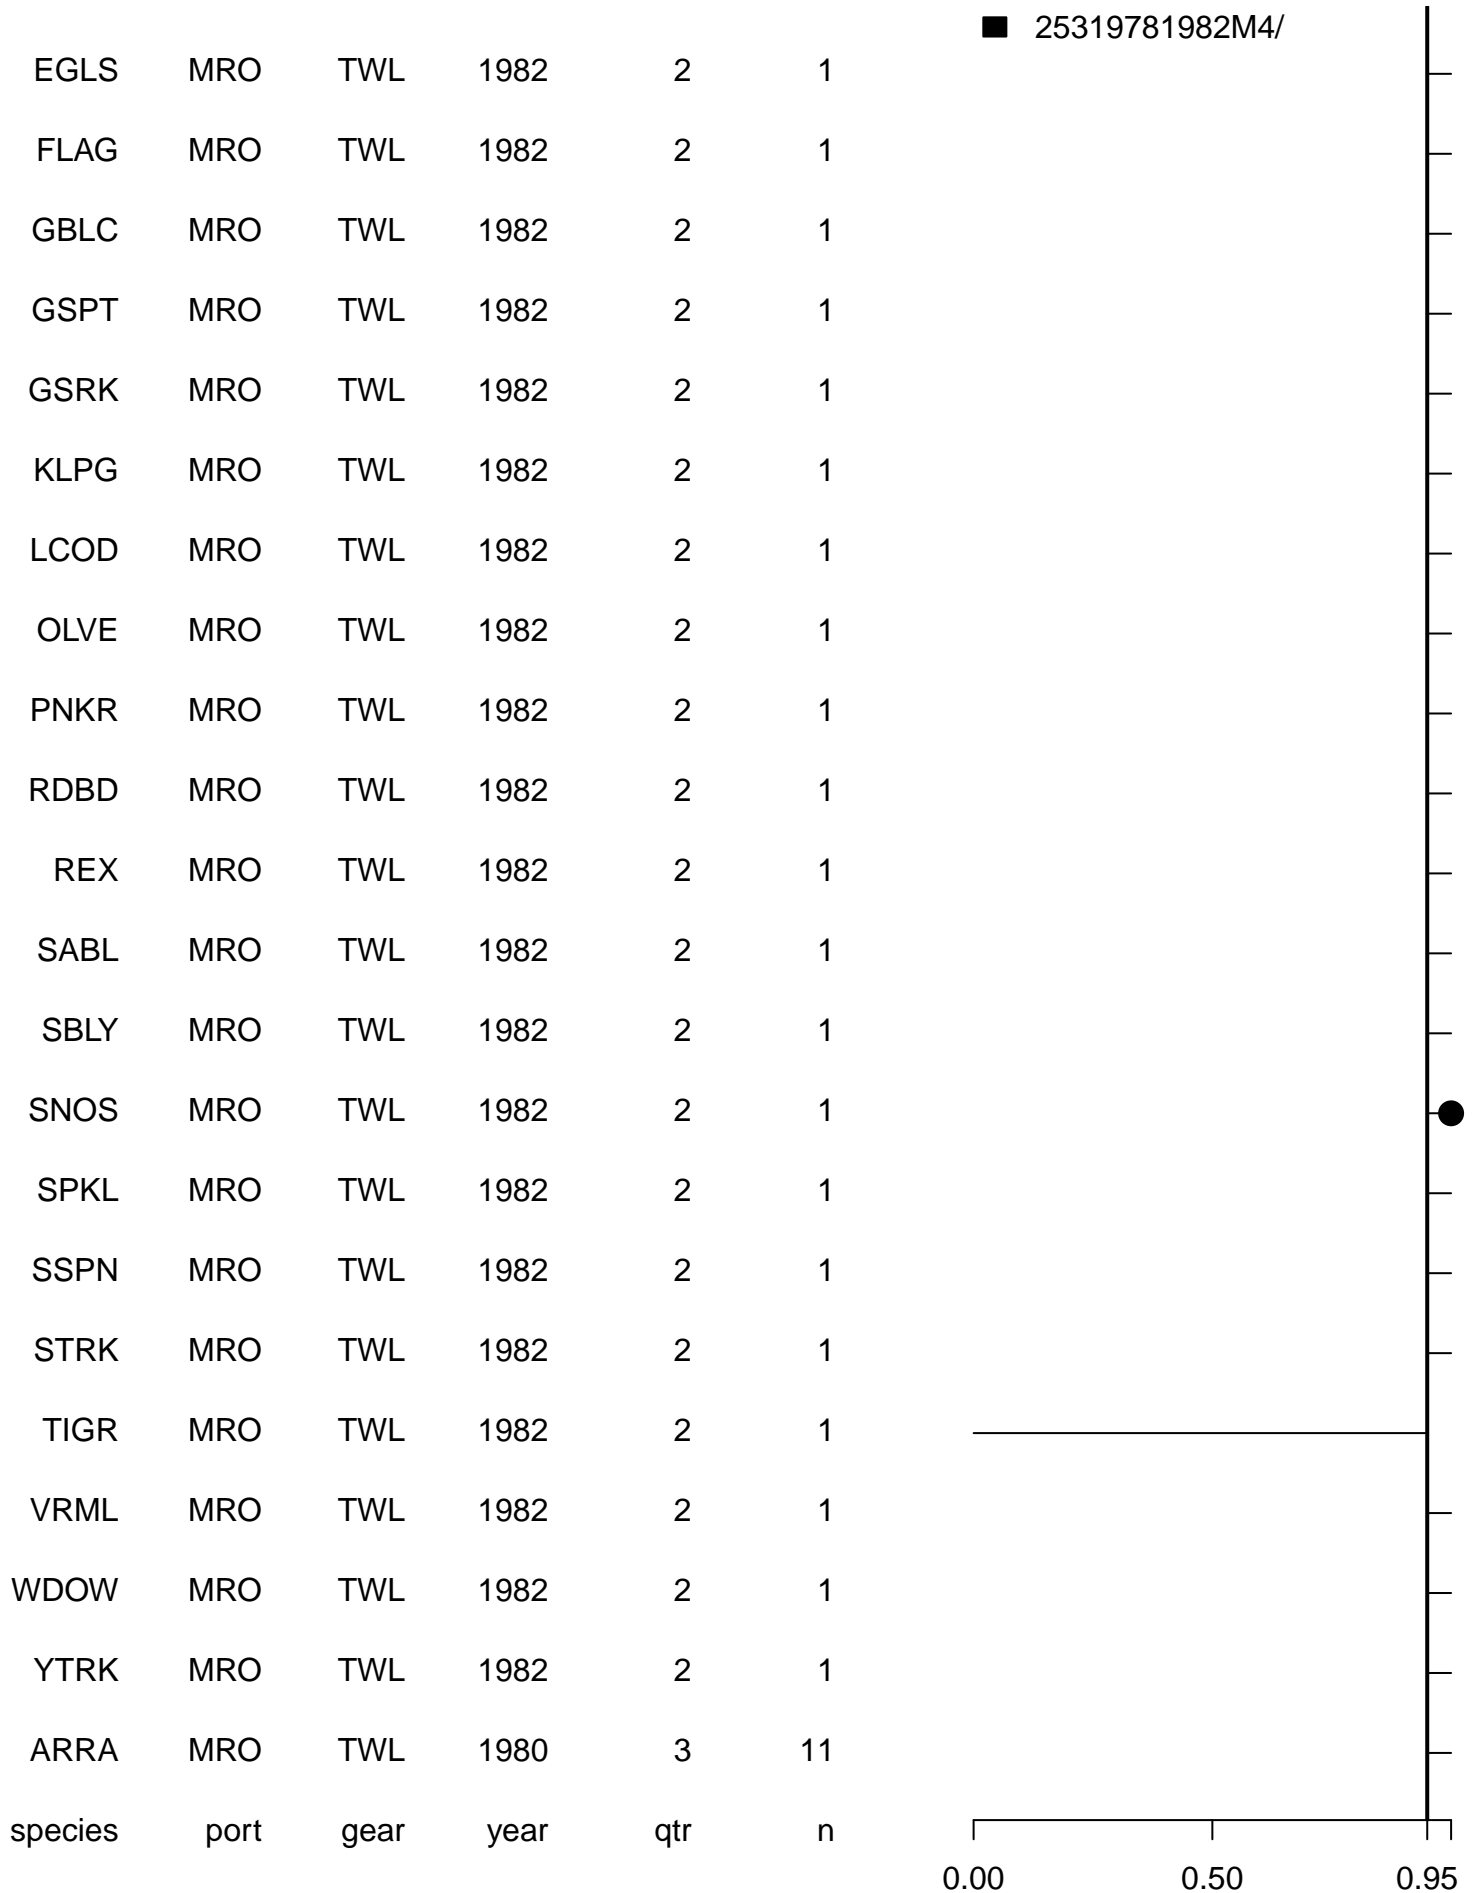 25319781982M4/
EGLS MRO TWL 1982 2 1
FLAG MRO TWL 1982 2 1
GBLC MRO TWL 1982 2 1
GSPT MRO TWL 1982 2 1
GSRK MRO TWL 1982 2 1
KLPG MRO TWL 1982 2 1
LCOD MRO TWL 1982 2 1
OLVE MRO TWL 1982 2 1
PNKR MRO TWL 1982 2 1
RDBD MRO TWL 1982 2 1
REX MRO TWL 1982 2 1
SABL MRO TWL 1982 2 1
SBLY MRO TWL 1982 2 1
SNOS MRO TWL 1982 2 1
SPKL MRO TWL 1982 2 1
SSPN MRO TWL 1982 2 1
STRK MRO TWL 1982 2 1
TIGR MRO TWL 1982 2 1
VRML MRO TWL 1982 2 1
WDOW MRO TWL 1982 2 1
YTRK MRO TWL 1982 2 1
ARRA MRO TWL 1980 3 11
species port gear year qtr n
0.00 0.50 0.95